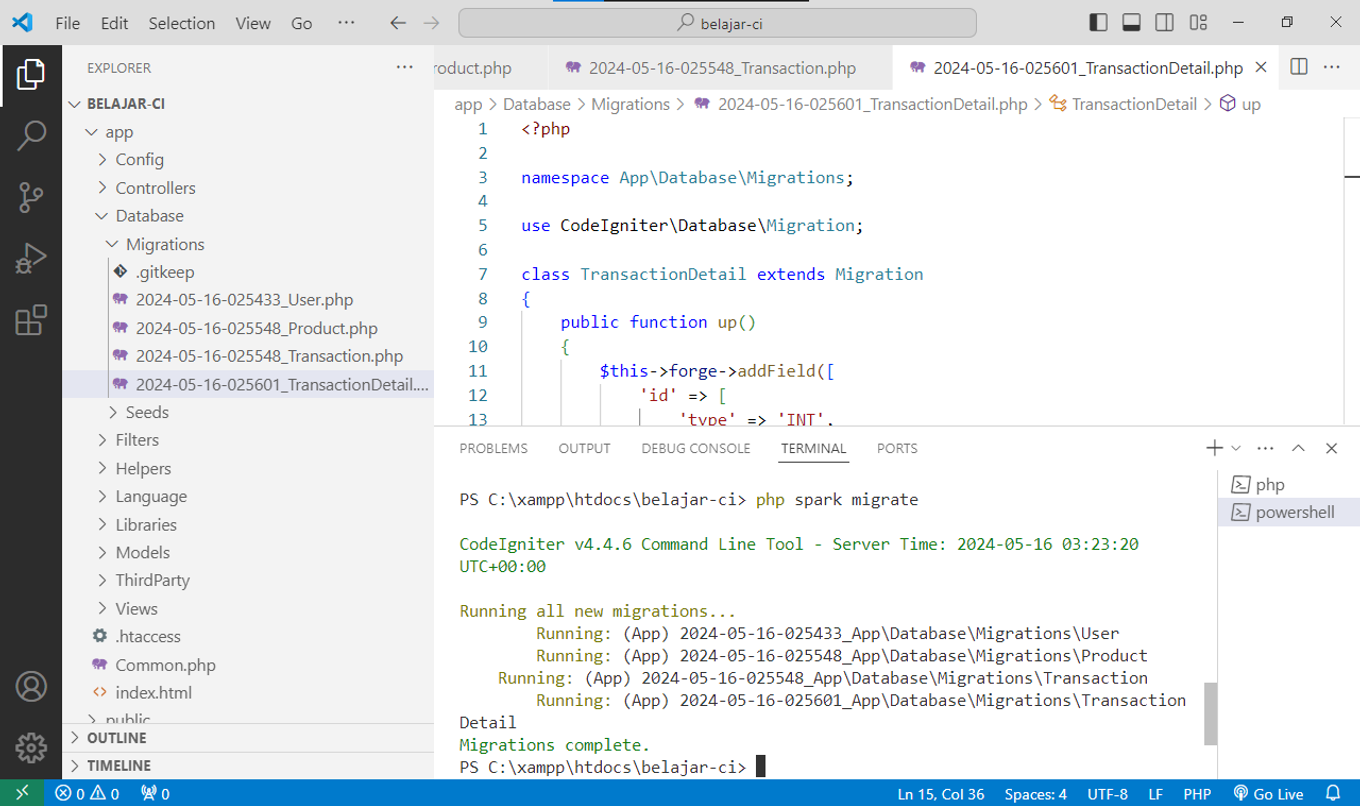 File Edit Selection View Go ···
belajar-ci
EXPLORER ···
BELAJAR-CI
app
Config
Controllers
Database
Migrations
.gitkeep
2024-05-16-025433_User.php
2024-05-16-025548_Product.php
2024-05-16-025548_Transaction.php
2024-05-16-025601_TransactionDetail....
Seeds
Filters
Helpers
Language
Libraries
Models
ThirdParty
Views
.htaccess
Common.php
index.html
public
OUTLINE
TIMELINE
roduct.php 2024-05-16-025548_Transaction.php 2024-05-16-025601_TransactionDetail.php ···
app > Database > Migrations > 2024-05-16-025601_TransactionDetail.php > TransactionDetail > up
1 <?php
2
3 namespace App\Database\Migrations;
4
5 use CodeIgniter\Database\Migration;
6
7 class TransactionDetail extends Migration
8 {
9 public function up()
10 {
11 $this->forge->addField([
12 'id' => [
13 'type' => 'INT',
PROBLEMS OUTPUT DEBUG CONSOLE TERMINAL PORTS
PS C:\xampp\htdocs\belajar-ci> php spark migrate
CodeIgniter v4.4.6 Command Line Tool - Server Time: 2024-05-16 03:23:20
UTC+00:00
Running all new migrations...
Running: (App) 2024-05-16-025433_App\Database\Migrations\User
Running: (App) 2024-05-16-025548_App\Database\Migrations\Product
Running: (App) 2024-05-16-025548_App\Database\Migrations\Transaction
Running: (App) 2024-05-16-025601_App\Database\Migrations\Transaction
Detail
Migrations complete.
PS C:\xampp\htdocs\belajar-ci>
php
powershell
0 0 0 Ln 15, Col 36 Spaces: 4 UTF-8 LF PHP Go Live